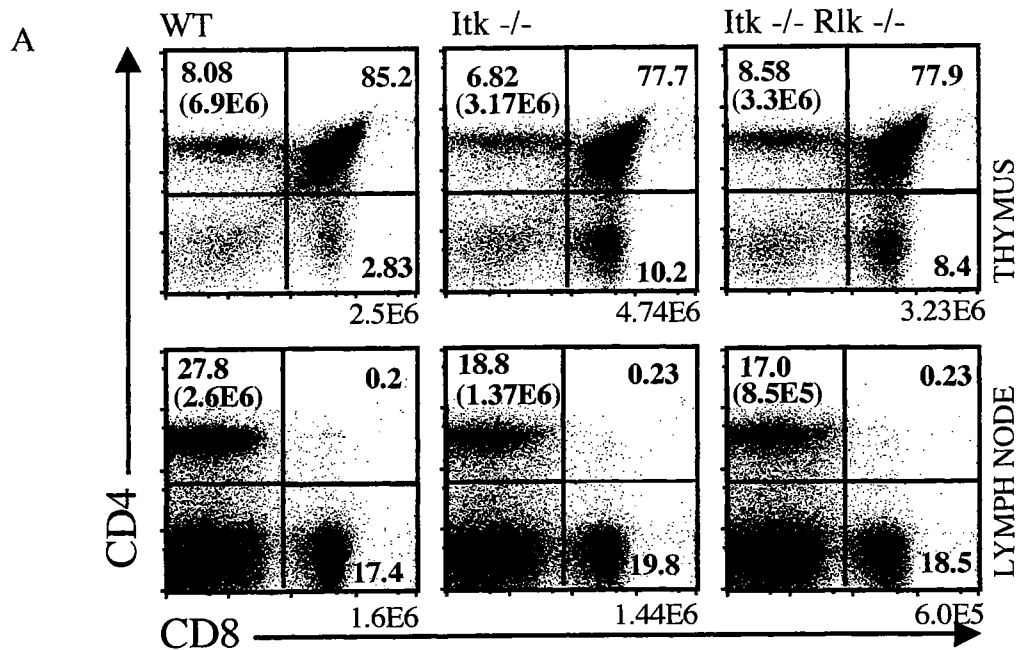 A
WT
Itk -/-
Itk -/- Rlk -/-
8.08
(6.9E6)
85.2
2.83
2.5E6
6.82
(3.17E6)
77.7
10.2
4.74E6
8.58
(3.3E6)
77.9
8.4
3.23E6
THYMUS
27.8
(2.6E6)
0.2
17.4
1.6E6
18.8
(1.37E6)
0.23
19.8
1.44E6
17.0
(8.5E5)
0.23
18.5
6.0E5
LYMPH NODE
CD4
CD8